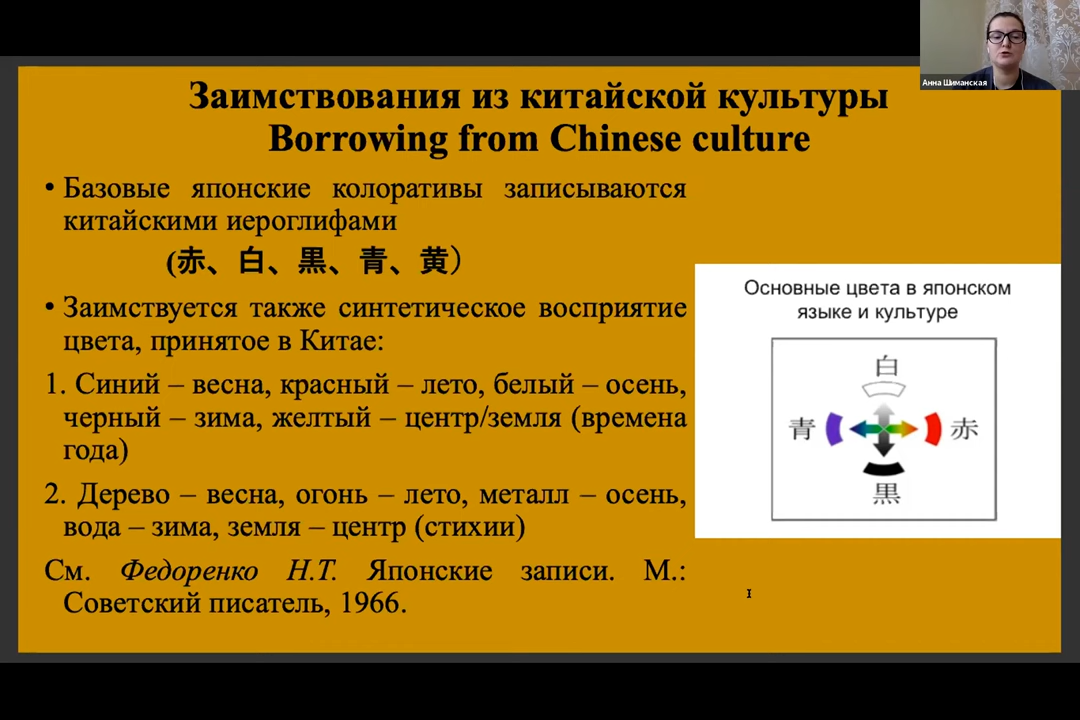 Анна Шиманская
Заимствования из китайской культуры
Borrowing from Chinese culture
• Базовые японские колоративы записываются
китайскими иероглифами
(赤、白、黒、青、黄）
• Заимствуется также синтетическое восприятие
цвета, принятое в Китае:
1. Синий – весна, красный – лето, белый – осень,
черный – зима, желтый – центр/земля (времена
года)
2. Дерево – весна, огонь – лето, металл – осень,
вода – зима, земля – центр (стихии)
См. Федоренко Н.Т. Японские записи. М.:
Советский писатель, 1966.
Основные цвета в японском
языке и культуре
白
青
赤
黒